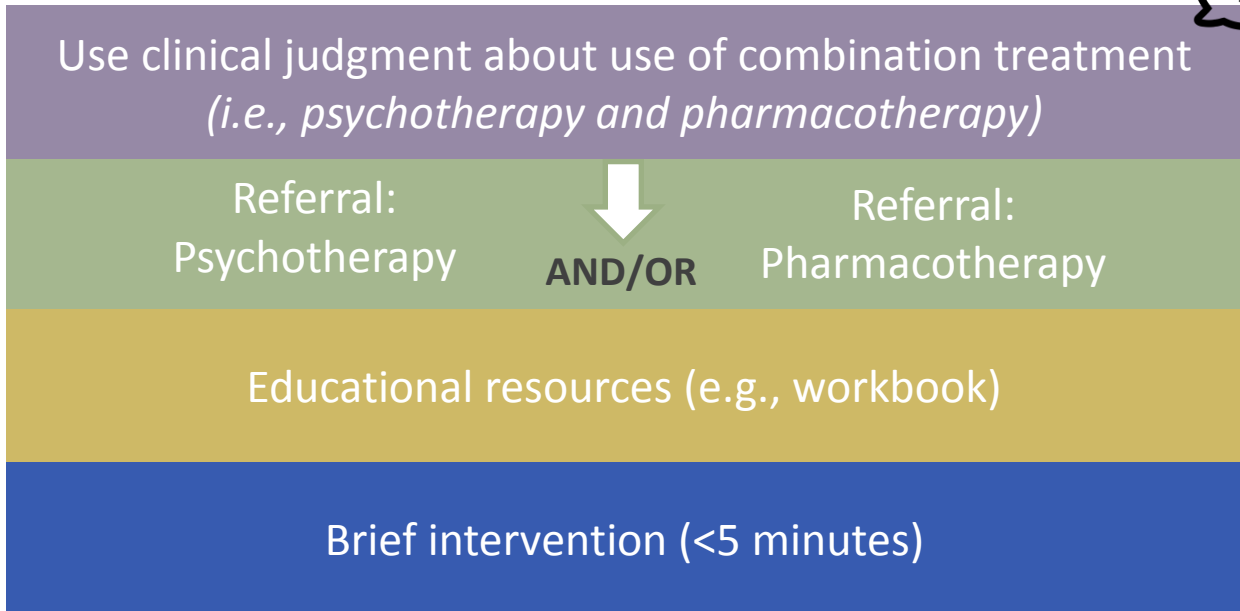 Use clinical judgment about use of combination treatment
(i.e., psychotherapy and pharmacotherapy)
Referral:
Psychotherapy
AND/OR
Referral:
Pharmacotherapy
Educational resources (e.g., workbook)
Brief intervention (<5 minutes)